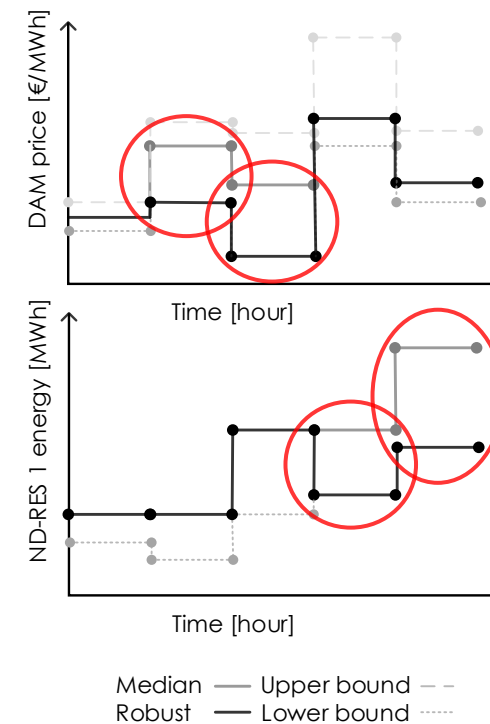 DAM price [€/MWh]
Time [hour]
ND-RES 1 energy [MWh]
Time [hour]
Median
Upper bound
Robust
Lower bound